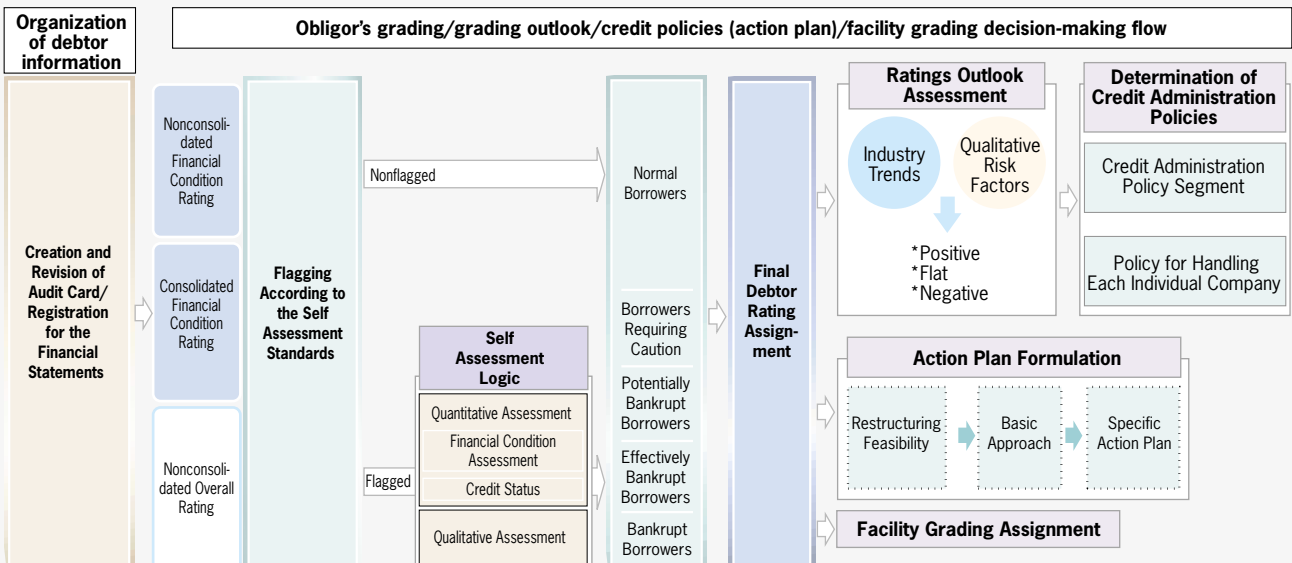 Organization
of debtor
information
Obligor's grading/grading outlook/credit policies (action plan)/facility grading decision-making flow
Creation and
Revision of
Audit Card/
Registration
for the
Financial
Statements
Nonconsoli-
dated
Financial
Condition
Rating
Consolidated
Financial
Condition
Rating
Nonconsoli-
dated Overall
Rating
Flagging
According to
the Self
Assessment
Standards
Nonflagged
Flagged
Self
Assessment
Logic
Quantitative Assessment
Financial Condition
Assessment
Credit Status
Qualitative Assessment
Normal
Borrowers
Borrowers
Requiring
Caution
Potentially
Bankrupt
Borrowers
Effectively
Bankrupt
Borrowers
Bankrupt
Borrowers
Final
Debtor
Rating
Assign-
ment
Ratings Outlook
Assessment
Industry
Trends
Qualitative
Risk
Factors
*Positive
*Flat
*Negative
Determination of
Credit Administration
Policies
Credit Administration
Policy Segment
Policy for Handling
Each Individual Company
Action Plan Formulation
Restructuring
Feasibility
Basic
Approach
Specific
Action Plan
Facility Grading Assignment